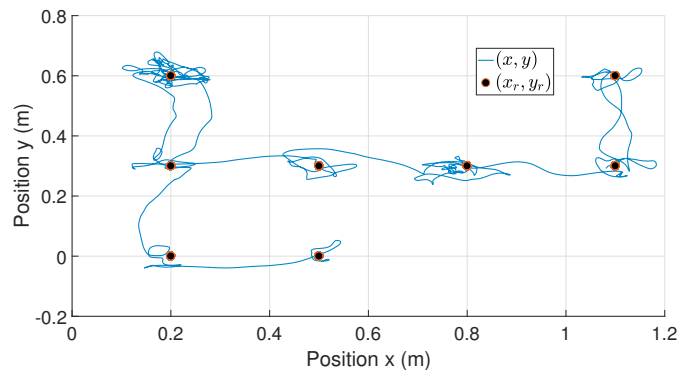 0.8
0.6
0.4
0.2
0
-0.2
Position y (m)
(x, y)
(x_r, y_r)
0 0.2 0.4 0.6 0.8 1 1.2
Position x (m)